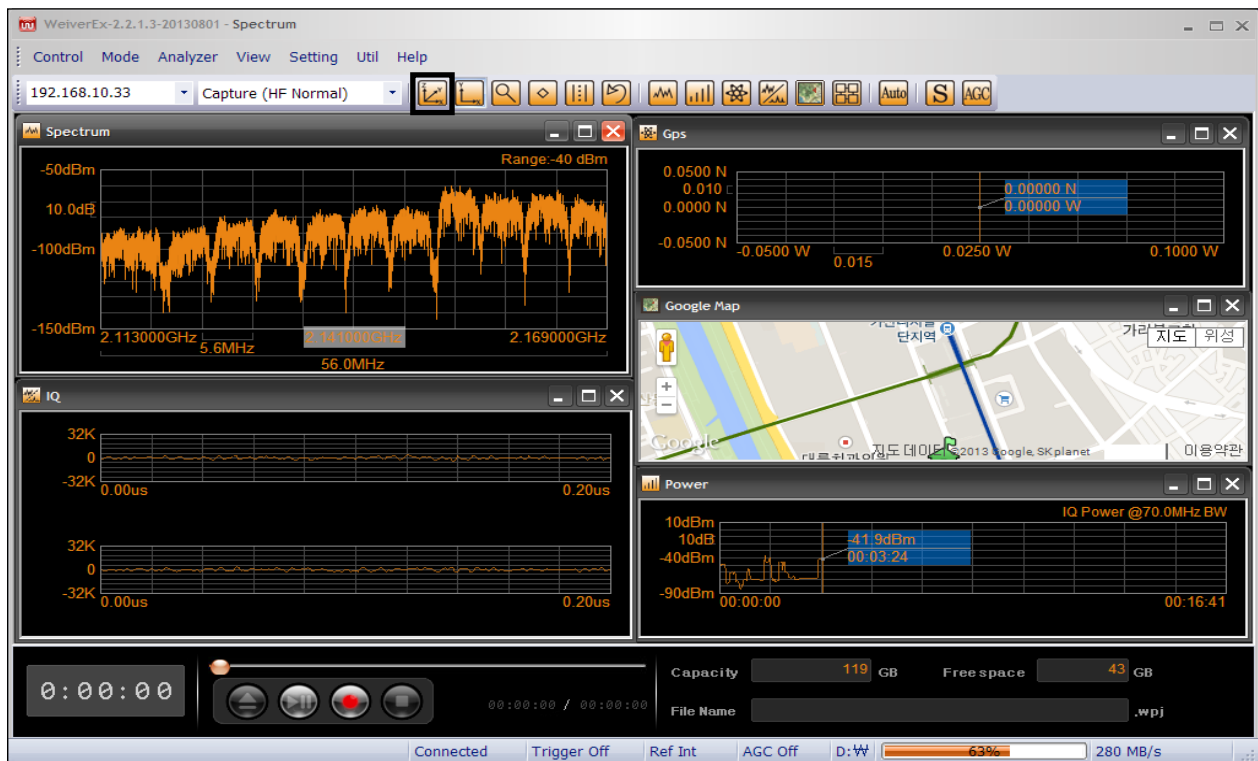 WeiverEx-2.2.1.3-20130801 - Spectrum
Control Mode Analyzer View Setting Util Help
192.168.10.33 Capture (HF Normal) Auto S AGC
Spectrum
Range:-40 dBm
-50dBm
10.0dB
-100dBm
-150dBm
2.113000GHz 2.141000GHz 2.169000GHz
5.6MHz
56.0MHz
IQ
32K
0
-32K
0.00us 0.20us
32K
0
-32K
0.00us 0.20us
Gps
0.0500 N
0.010
0.0000 N
-0.0500 N
0.00000 N
0.00000 W
-0.0500 W 0.0250 W 0.1000 W
0.015
Google Map
단지역
지도 위성
Google
지도 데이터 ©2013 Google, SK planet 이용약관
Power
IQ Power @70.0MHz BW
10dBm
10dB
-40dBm
-90dBm
-41.9dBm
00:03:24
00:00:00 00:16:41
0:00:00
00:00:00 / 00:00:00
Capacity 119 GB Free space 43 GB
File Name .wpj
Connected Trigger Off Ref Int AGC Off D:₩ 63% 280 MB/s